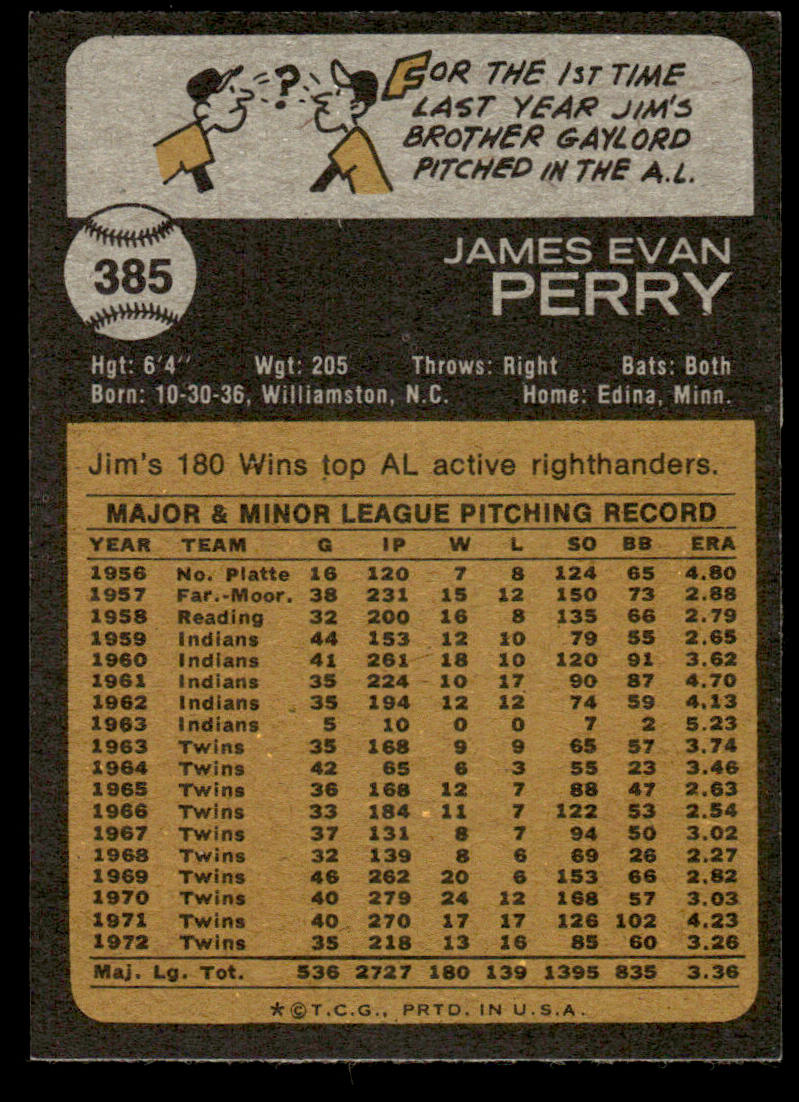 ?
FOR THE 1ST TIME
LAST YEAR JIM'S
BROTHER GAYLORD
PITCHED IN THE A.L.
385
JAMES EVAN
PERRY
Hgt: 6'4" Wgt: 205 Throws: Right Bats: Both
Born: 10-30-36, Williamston, N.C. Home: Edina, Minn.
Jim's 180 Wins top AL active righthanders.
MAJOR & MINOR LEAGUE PITCHING RECORD
YEAR TEAM G IP W L SO BB ERA
1956 No. Platte 16 120 7 8 124 65 4.80
1957 Far.-Moor. 38 231 15 12 150 73 2.88
1958 Reading 32 200 16 8 135 66 2.79
1959 Indians 44 153 12 10 79 55 2.65
1960 Indians 41 261 18 10 120 91 3.62
1961 Indians 35 224 10 17 90 87 4.70
1962 Indians 35 194 12 12 74 59 4.13
1963 Indians 5 10 0 0 7 2 5.23
1963 Twins 35 168 9 9 65 57 3.74
1964 Twins 42 65 6 3 55 23 3.46
1965 Twins 36 168 12 7 88 47 2.63
1966 Twins 33 184 11 7 122 53 2.54
1967 Twins 37 131 8 7 94 50 3.02
1968 Twins 32 139 8 6 69 26 2.27
1969 Twins 46 262 20 6 153 66 2.82
1970 Twins 40 279 24 12 168 57 3.03
1971 Twins 40 270 17 17 126 102 4.23
1972 Twins 35 218 13 16 85 60 3.26
Maj. Lg. Tot. 536 2727 180 139 1395 835 3.36
*©T.C.G., PRTD. IN U.S.A.